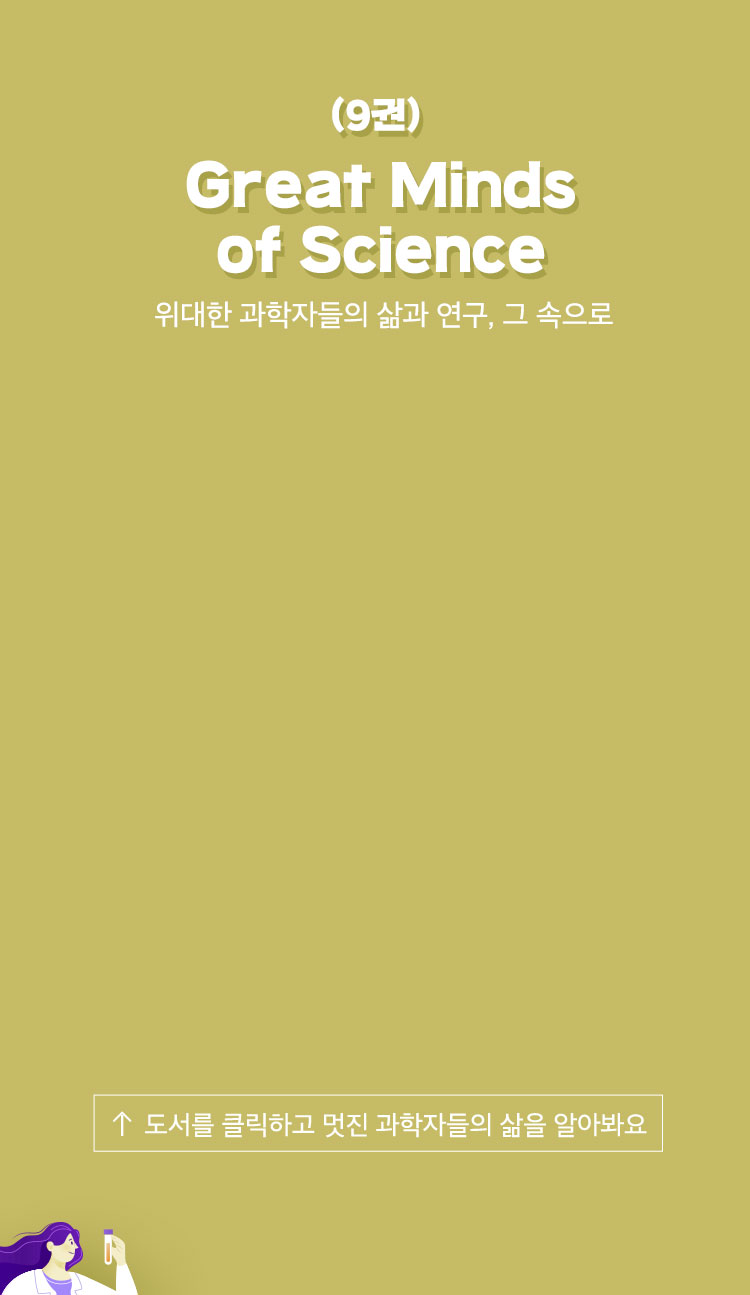 (9권)
Great Minds
of Science
위대한 과학자들의 삶과 연구, 그 속으로
↑ 도서를 클릭하고 멋진 과학자들의 삶을 알아봐요